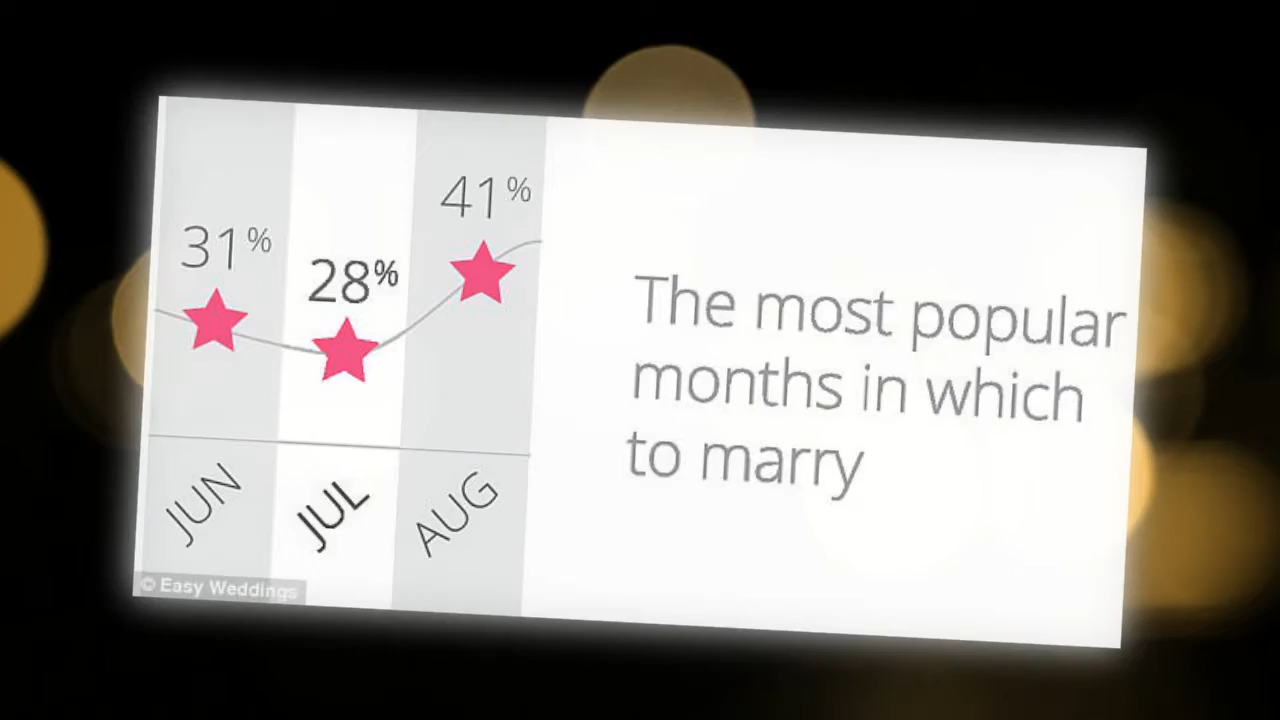 31%
28%
41%
JUN
JUL
AUG
The most popular
months in which
to marry
© Easy Weddings